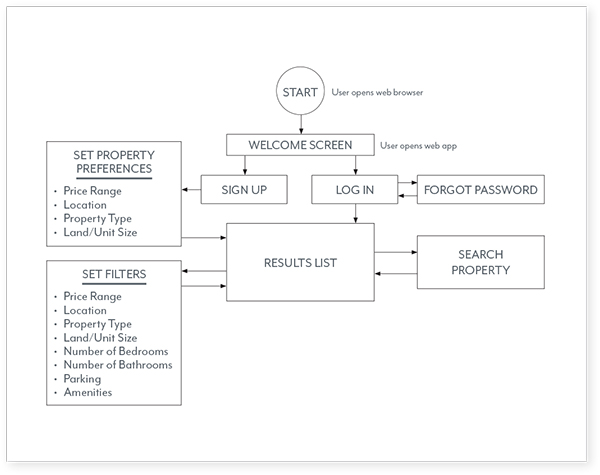 START
User opens web browser
WELCOME SCREEN
User opens web app
SET PROPERTY
PREFERENCES
• Price Range
• Location
• Property Type
• Land/Unit Size
SIGN UP
LOG IN
FORGOT PASSWORD
RESULTS LIST
SEARCH
PROPERTY
SET FILTERS
• Price Range
• Location
• Property Type
• Land/Unit Size
• Number of Bedrooms
• Number of Bathrooms
• Parking
• Amenities